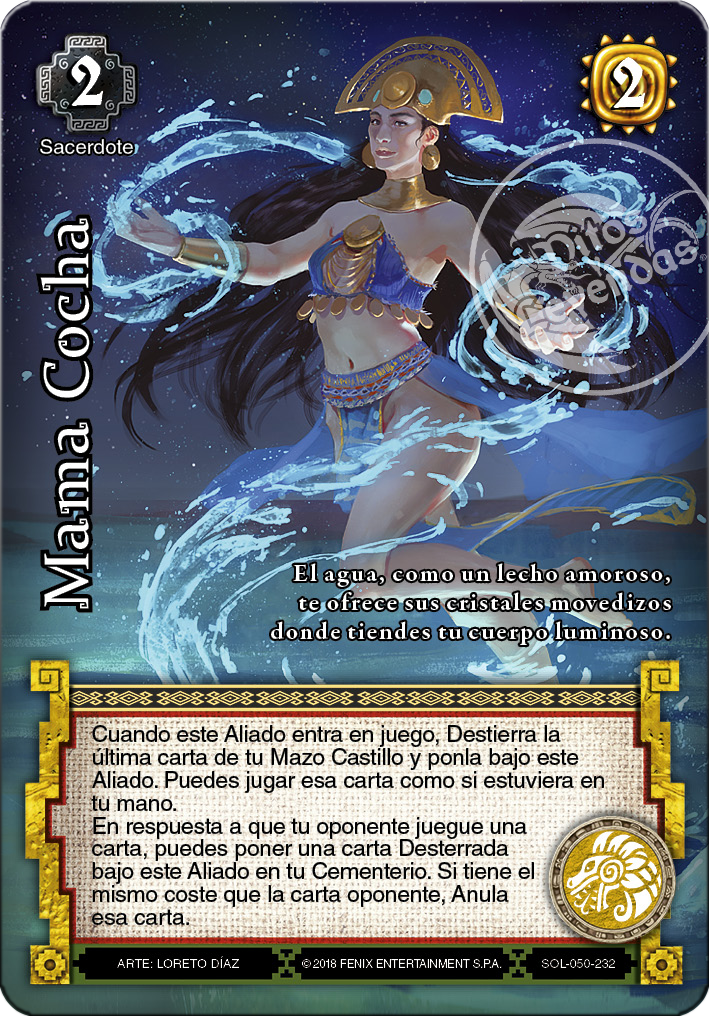 2
2
Sacerdote
Mitos
Leyendas
Mama Cocha
El agua, como un lecho amoroso,
te ofrece sus cristales movedizos
donde tiendes tu cuerpo luminoso.
Cuando este Aliado entra en juego, Destierra la
última carta de tu Mazo Castillo y ponla bajo este
Aliado. Puedes jugar esa carta como si estuviera en
tu mano.
En respuesta a que tu oponente juegue una
carta, puedes poner una carta Desterrada
bajo este Aliado en tu Cementerio. Si tiene el
mismo coste que la carta oponente, Anula
esa carta.
ARTE: LORETO DÍAZ
© 2018 FENIX ENTERTAINMENT S.P.A.
SOL-050-232